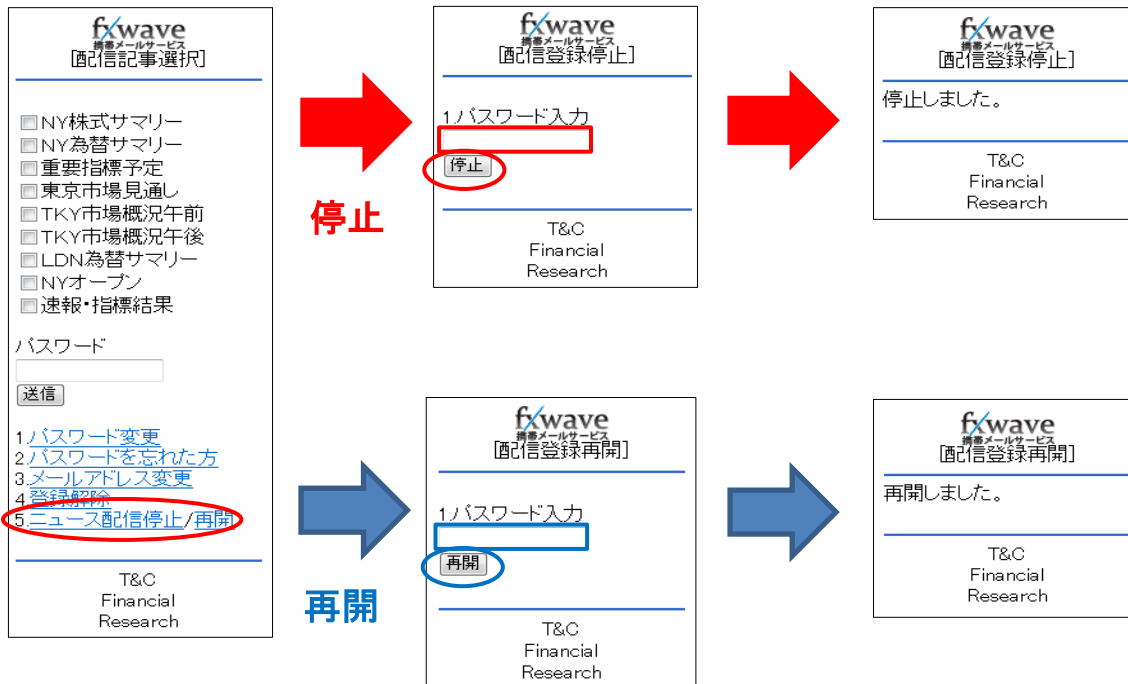 fxwave
携帯メールサービス
[配信記事選択]
NY株式サマリー
NY為替サマリー
重要指標予定
東京市場見通し
TKY市場概況午前
TKY市場概況午後
LDN為替サマリー
NYオープン
速報・指標結果
パスワード
送信
1.パスワード変更
2.パスワードを忘れた方
3.メールアドレス変更
4.登録解除
5.ニュース配信停止/再開
T&C
Financial
Research
停止
fxwave
携帯メールサービス
[配信登録停止]
1.パスワード入力
停止
T&C
Financial
Research
fxwave
携帯メールサービス
[配信登録停止]
停止しました。
T&C
Financial
Research
再開
fxwave
携帯メールサービス
[配信登録再開]
1.パスワード入力
再開
T&C
Financial
Research
fxwave
携帯メールサービス
[配信登録再開]
再開しました。
T&C
Financial
Research